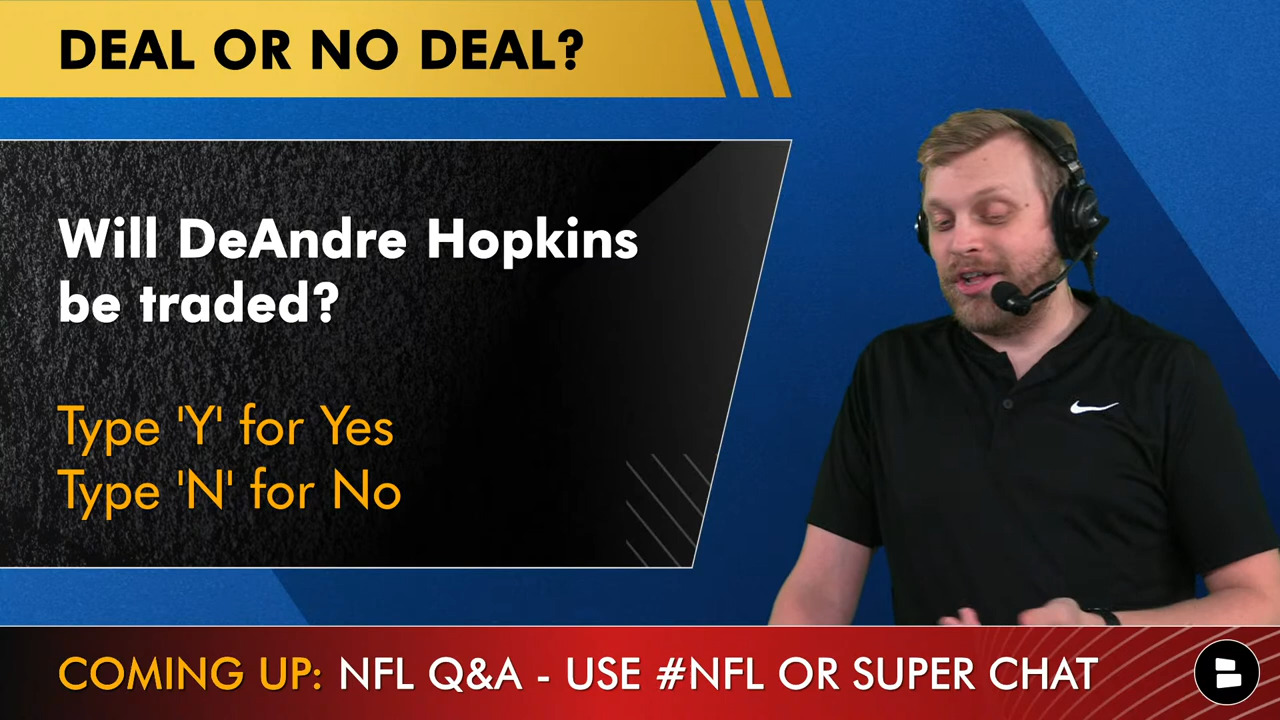 DEAL OR NO DEAL?
Will DeAndre Hopkins
be traded?
Type 'Y' for Yes
Type 'N' for No
COMING UP: NFL Q&A - USE #NFL OR SUPER CHAT